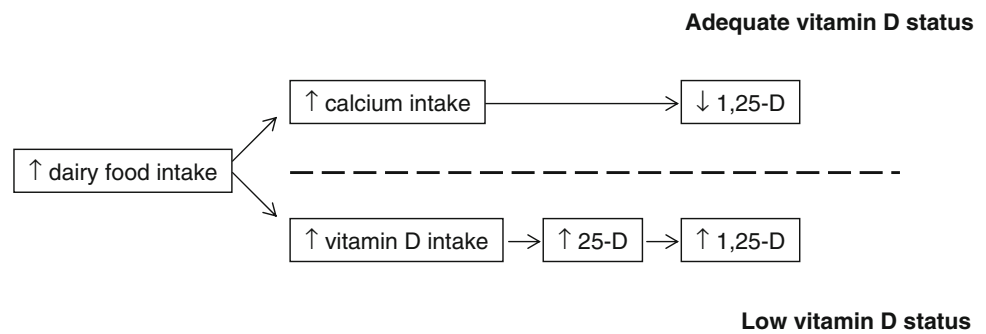 Adequate vitamin D status
↑ calcium intake
↓ 1,25-D
↑ dairy food intake
↑ vitamin D intake
↑ 25-D
↑ 1,25-D
Low vitamin D status